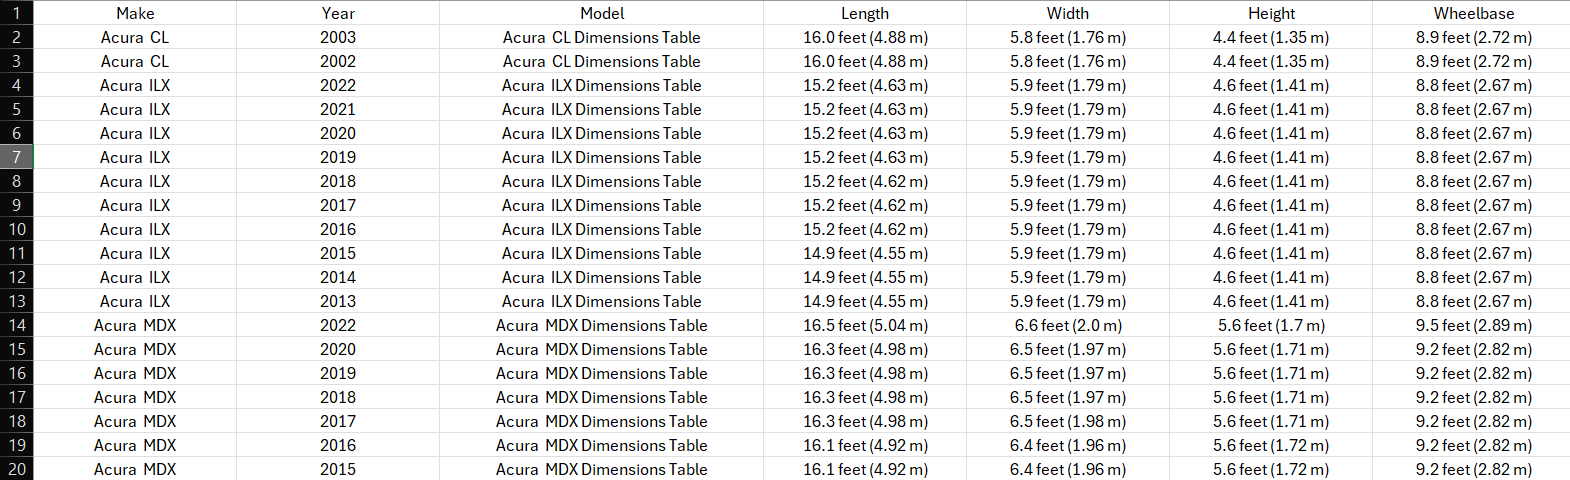 1 Make Year Model Length Width Height Wheelbase
2 Acura CL 2003 Acura CL Dimensions Table 16.0 feet (4.88 m) 5.8 feet (1.76 m) 4.4 feet (1.35 m) 8.9 feet (2.72 m)
3 Acura CL 2002 Acura CL Dimensions Table 16.0 feet (4.88 m) 5.8 feet (1.76 m) 4.4 feet (1.35 m) 8.9 feet (2.72 m)
4 Acura ILX 2022 Acura ILX Dimensions Table 15.2 feet (4.63 m) 5.9 feet (1.79 m) 4.6 feet (1.41 m) 8.8 feet (2.67 m)
5 Acura ILX 2021 Acura ILX Dimensions Table 15.2 feet (4.63 m) 5.9 feet (1.79 m) 4.6 feet (1.41 m) 8.8 feet (2.67 m)
6 Acura ILX 2020 Acura ILX Dimensions Table 15.2 feet (4.63 m) 5.9 feet (1.79 m) 4.6 feet (1.41 m) 8.8 feet (2.67 m)
7 Acura ILX 2019 Acura ILX Dimensions Table 15.2 feet (4.63 m) 5.9 feet (1.79 m) 4.6 feet (1.41 m) 8.8 feet (2.67 m)
8 Acura ILX 2018 Acura ILX Dimensions Table 15.2 feet (4.62 m) 5.9 feet (1.79 m) 4.6 feet (1.41 m) 8.8 feet (2.67 m)
9 Acura ILX 2017 Acura ILX Dimensions Table 15.2 feet (4.62 m) 5.9 feet (1.79 m) 4.6 feet (1.41 m) 8.8 feet (2.67 m)
10 Acura ILX 2016 Acura ILX Dimensions Table 15.2 feet (4.62 m) 5.9 feet (1.79 m) 4.6 feet (1.41 m) 8.8 feet (2.67 m)
11 Acura ILX 2015 Acura ILX Dimensions Table 14.9 feet (4.55 m) 5.9 feet (1.79 m) 4.6 feet (1.41 m) 8.8 feet (2.67 m)
12 Acura ILX 2014 Acura ILX Dimensions Table 14.9 feet (4.55 m) 5.9 feet (1.79 m) 4.6 feet (1.41 m) 8.8 feet (2.67 m)
13 Acura ILX 2013 Acura ILX Dimensions Table 14.9 feet (4.55 m) 5.9 feet (1.79 m) 4.6 feet (1.41 m) 8.8 feet (2.67 m)
14 Acura MDX 2022 Acura MDX Dimensions Table 16.5 feet (5.04 m) 6.6 feet (2.0 m) 5.6 feet (1.7 m) 9.5 feet (2.89 m)
15 Acura MDX 2020 Acura MDX Dimensions Table 16.3 feet (4.98 m) 6.5 feet (1.97 m) 5.6 feet (1.71 m) 9.2 feet (2.82 m)
16 Acura MDX 2019 Acura MDX Dimensions Table 16.3 feet (4.98 m) 6.5 feet (1.97 m) 5.6 feet (1.71 m) 9.2 feet (2.82 m)
17 Acura MDX 2018 Acura MDX Dimensions Table 16.3 feet (4.98 m) 6.5 feet (1.97 m) 5.6 feet (1.71 m) 9.2 feet (2.82 m)
18 Acura MDX 2017 Acura MDX Dimensions Table 16.3 feet (4.98 m) 6.5 feet (1.98 m) 5.6 feet (1.71 m) 9.2 feet (2.82 m)
19 Acura MDX 2016 Acura MDX Dimensions Table 16.1 feet (4.92 m) 6.4 feet (1.96 m) 5.6 feet (1.72 m) 9.2 feet (2.82 m)
20 Acura MDX 2015 Acura MDX Dimensions Table 16.1 feet (4.92 m) 6.4 feet (1.96 m) 5.6 feet (1.72 m) 9.2 feet (2.82 m)